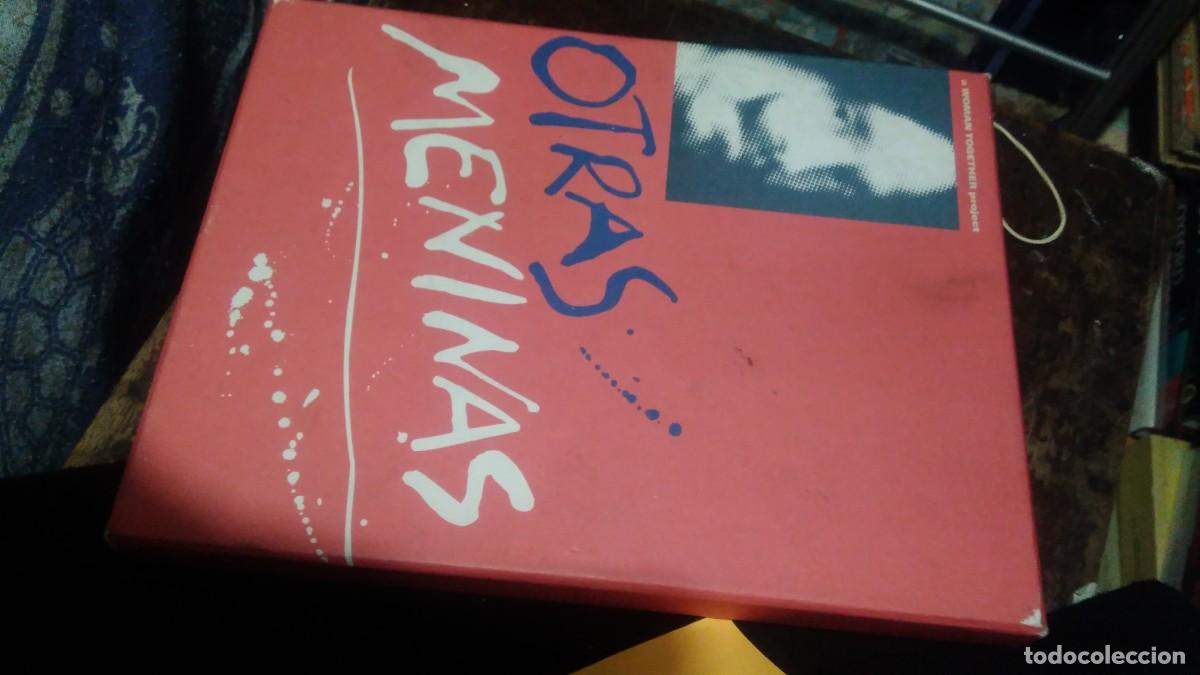 a WOMAN TOGETHER project
OTRAS
MENINAS
todocoleccion